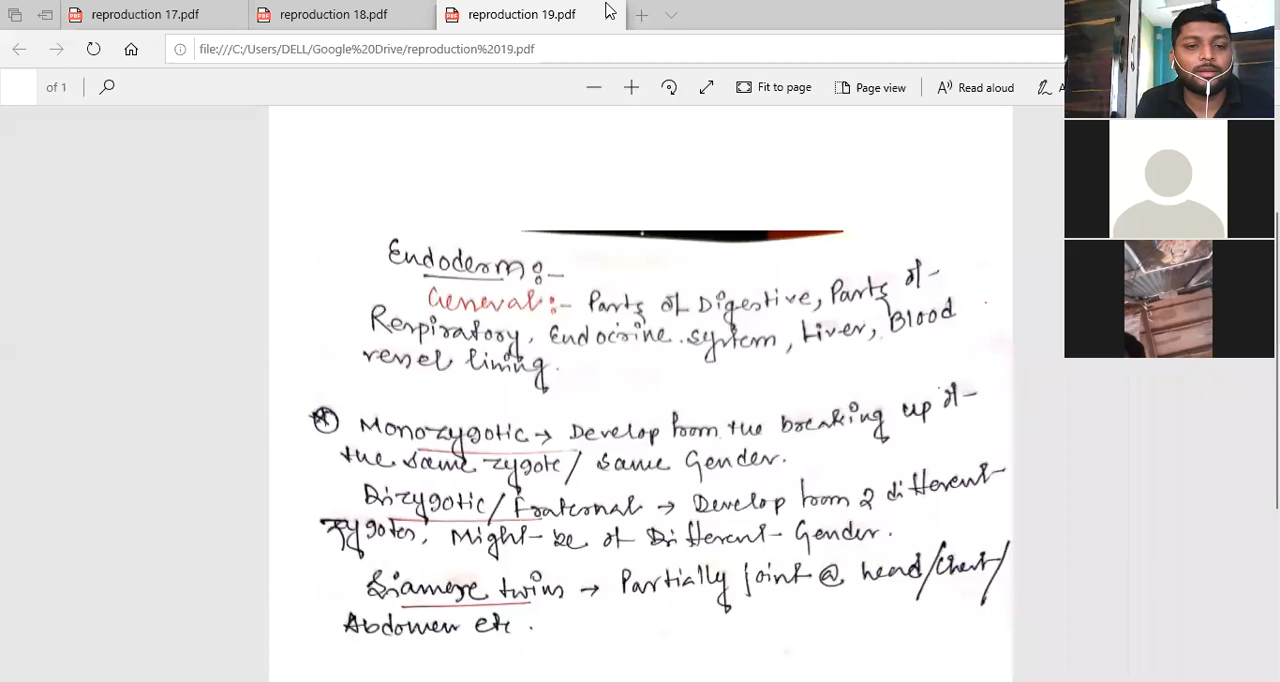 reproduction 17.pdf
reproduction 18.pdf
reproduction 19.pdf
file:///C:/Users/DELL/Google%20Drive/reproduction%2019.pdf
of 1
Fit to page
Page view
Read aloud
Endoderm:-
General:- Parts of Digestive, Parts of
Respiratory, Endocrine system, Liver, Blood
vessel lining.
Monozygotic → Develop from the breaking up of
the same zygote/ same Gender.
Dizygotic/Fraternal → Develop from 2 different
zygotes, Might be of Different Gender.
Siamese twins → Partially joint @ head/chest/
Abdomen etc.